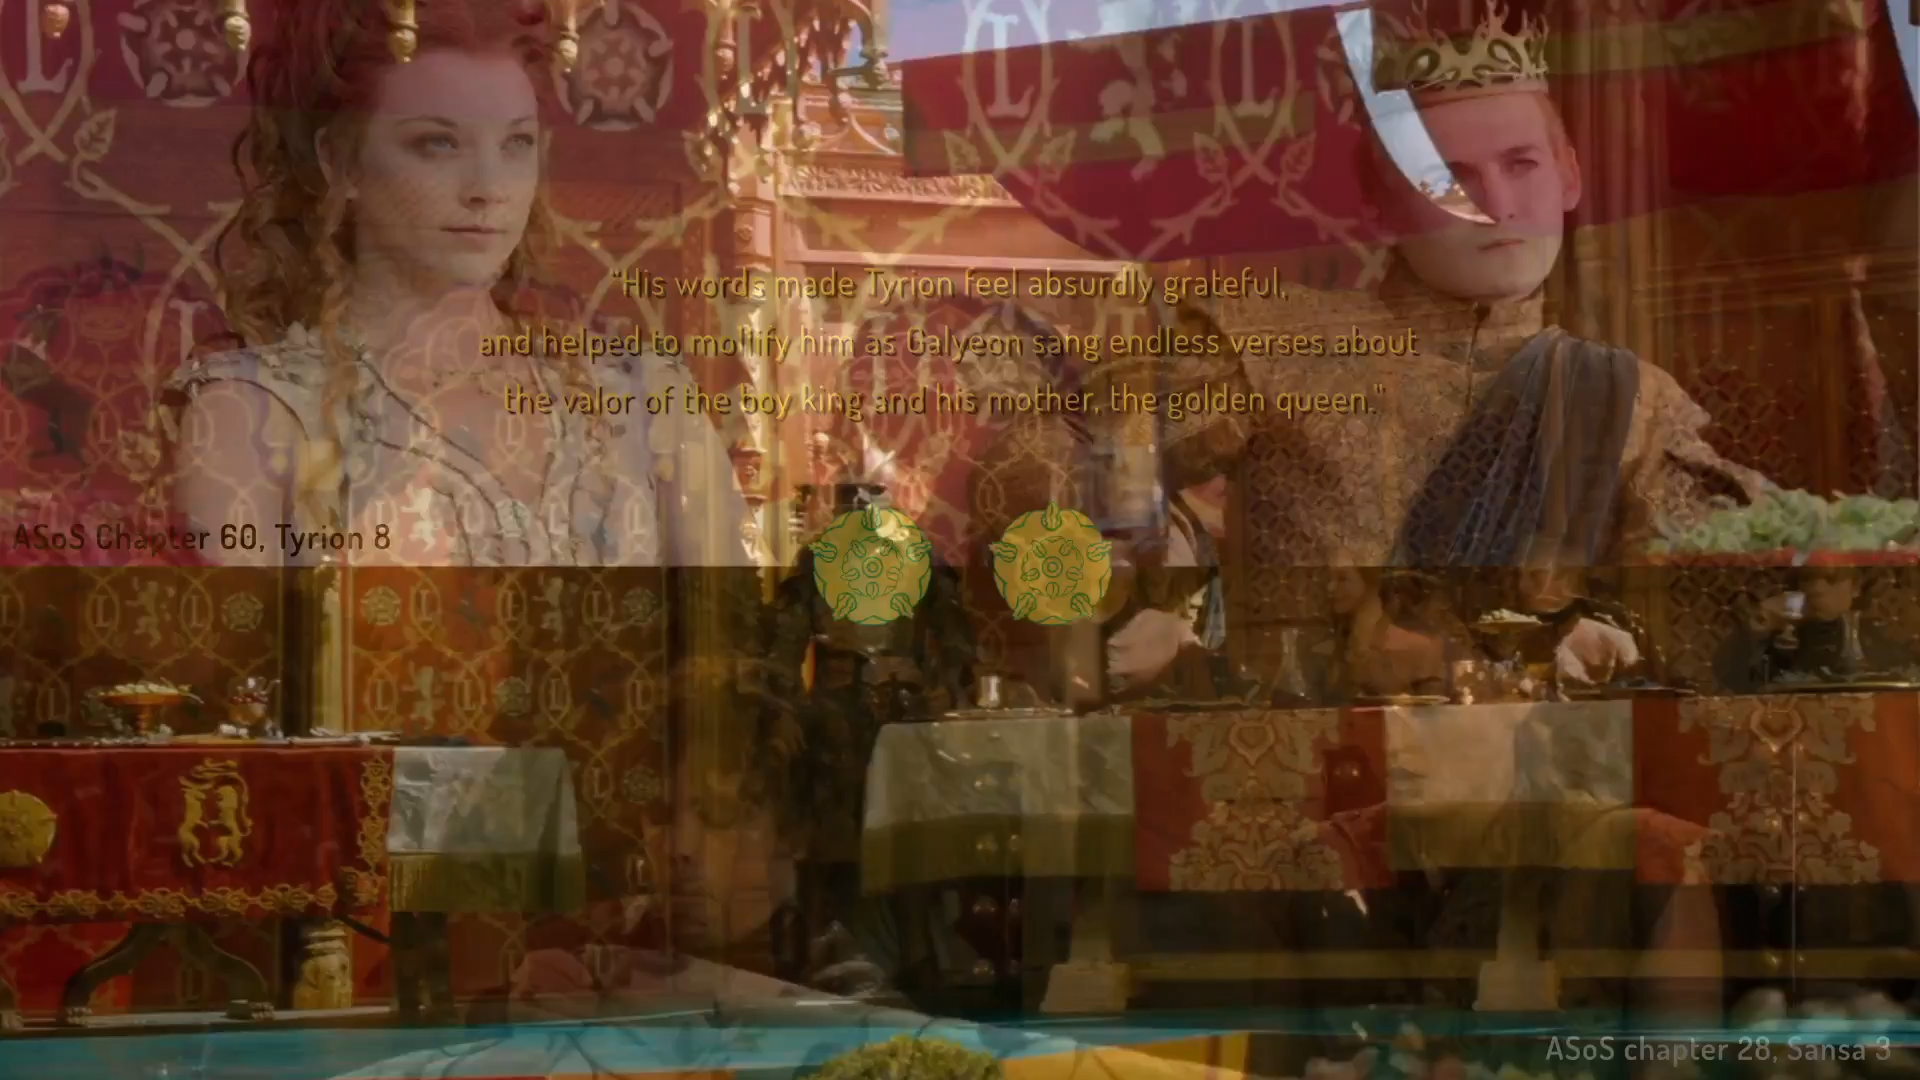 "His words made Tyrion feel absurdly grateful,
and helped to mollify him as Galyeon sang endless verses about
the valor of the boy king and his mother, the golden queen."
ASoS Chapter 60, Tyrion 8
ASoS chapter 28, Sansa 3